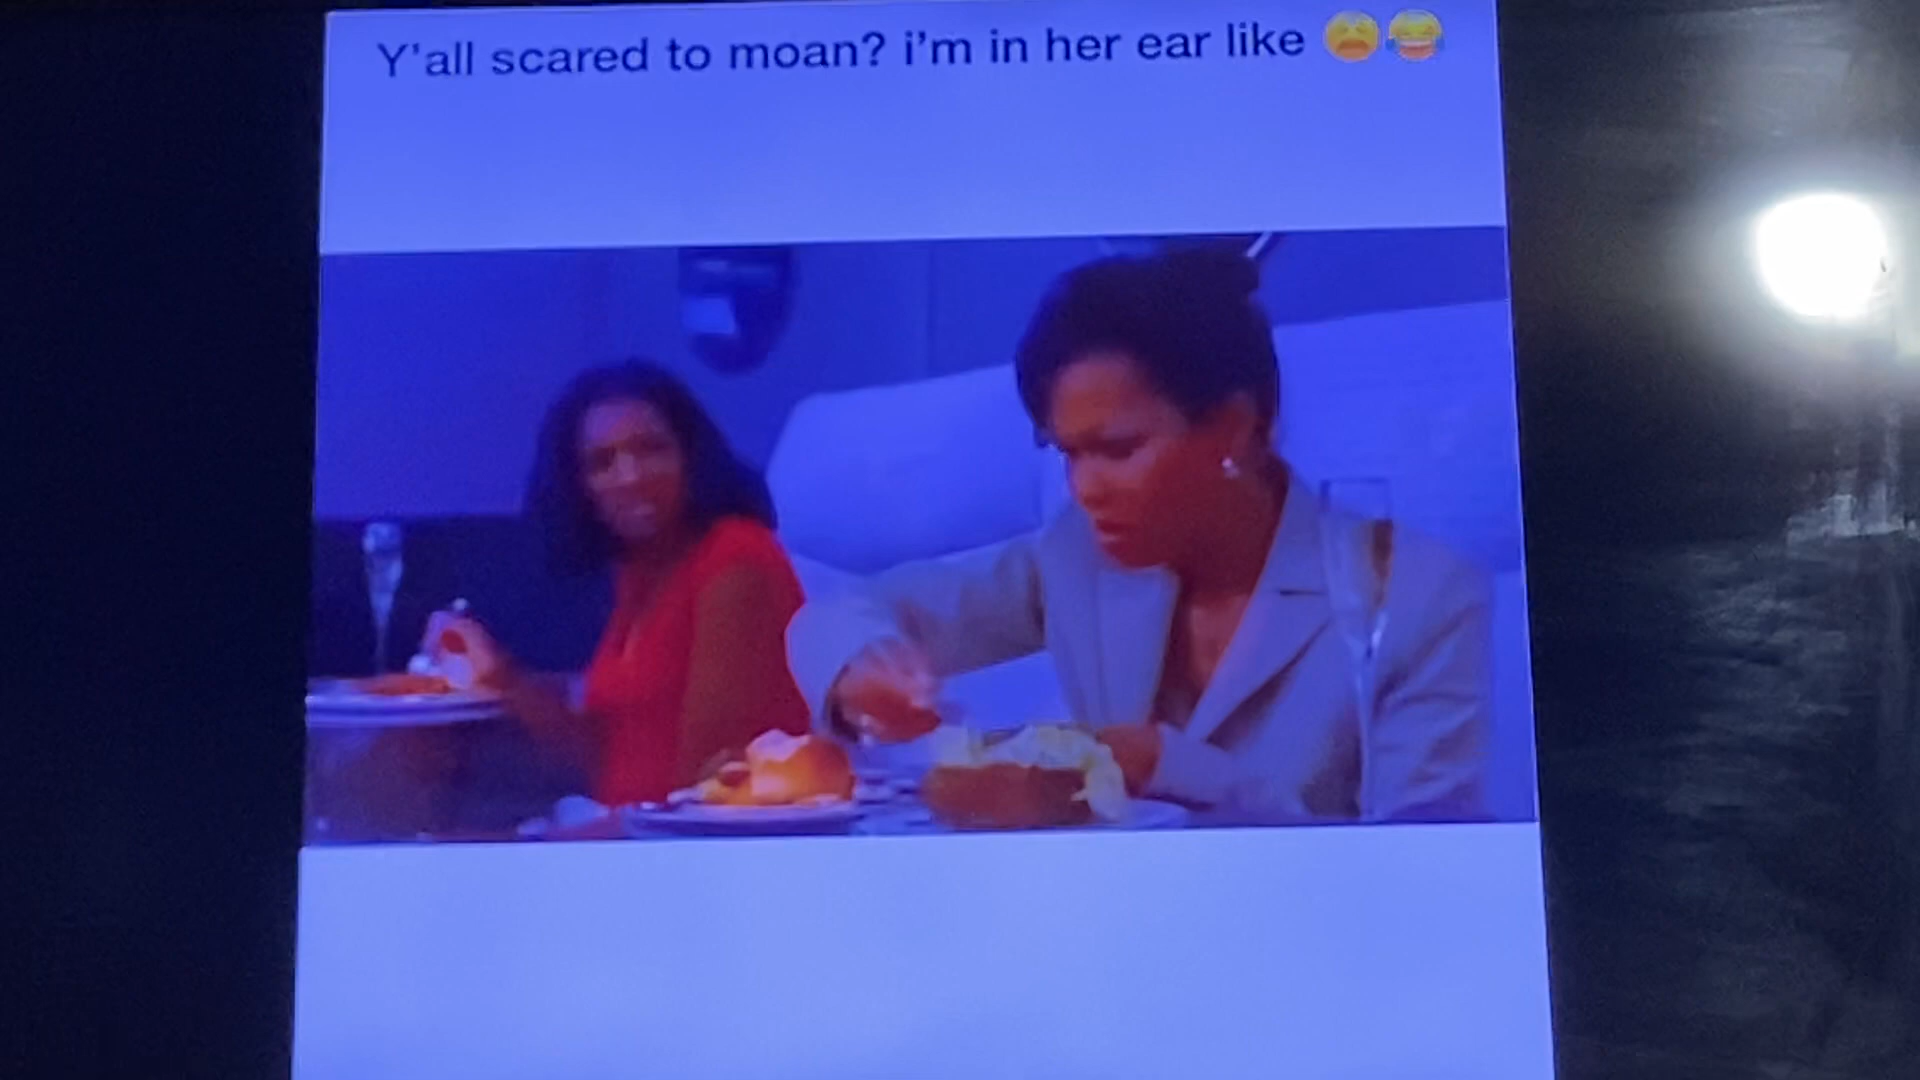 Y'all scared to moan? i'm in her ear like 😩😂